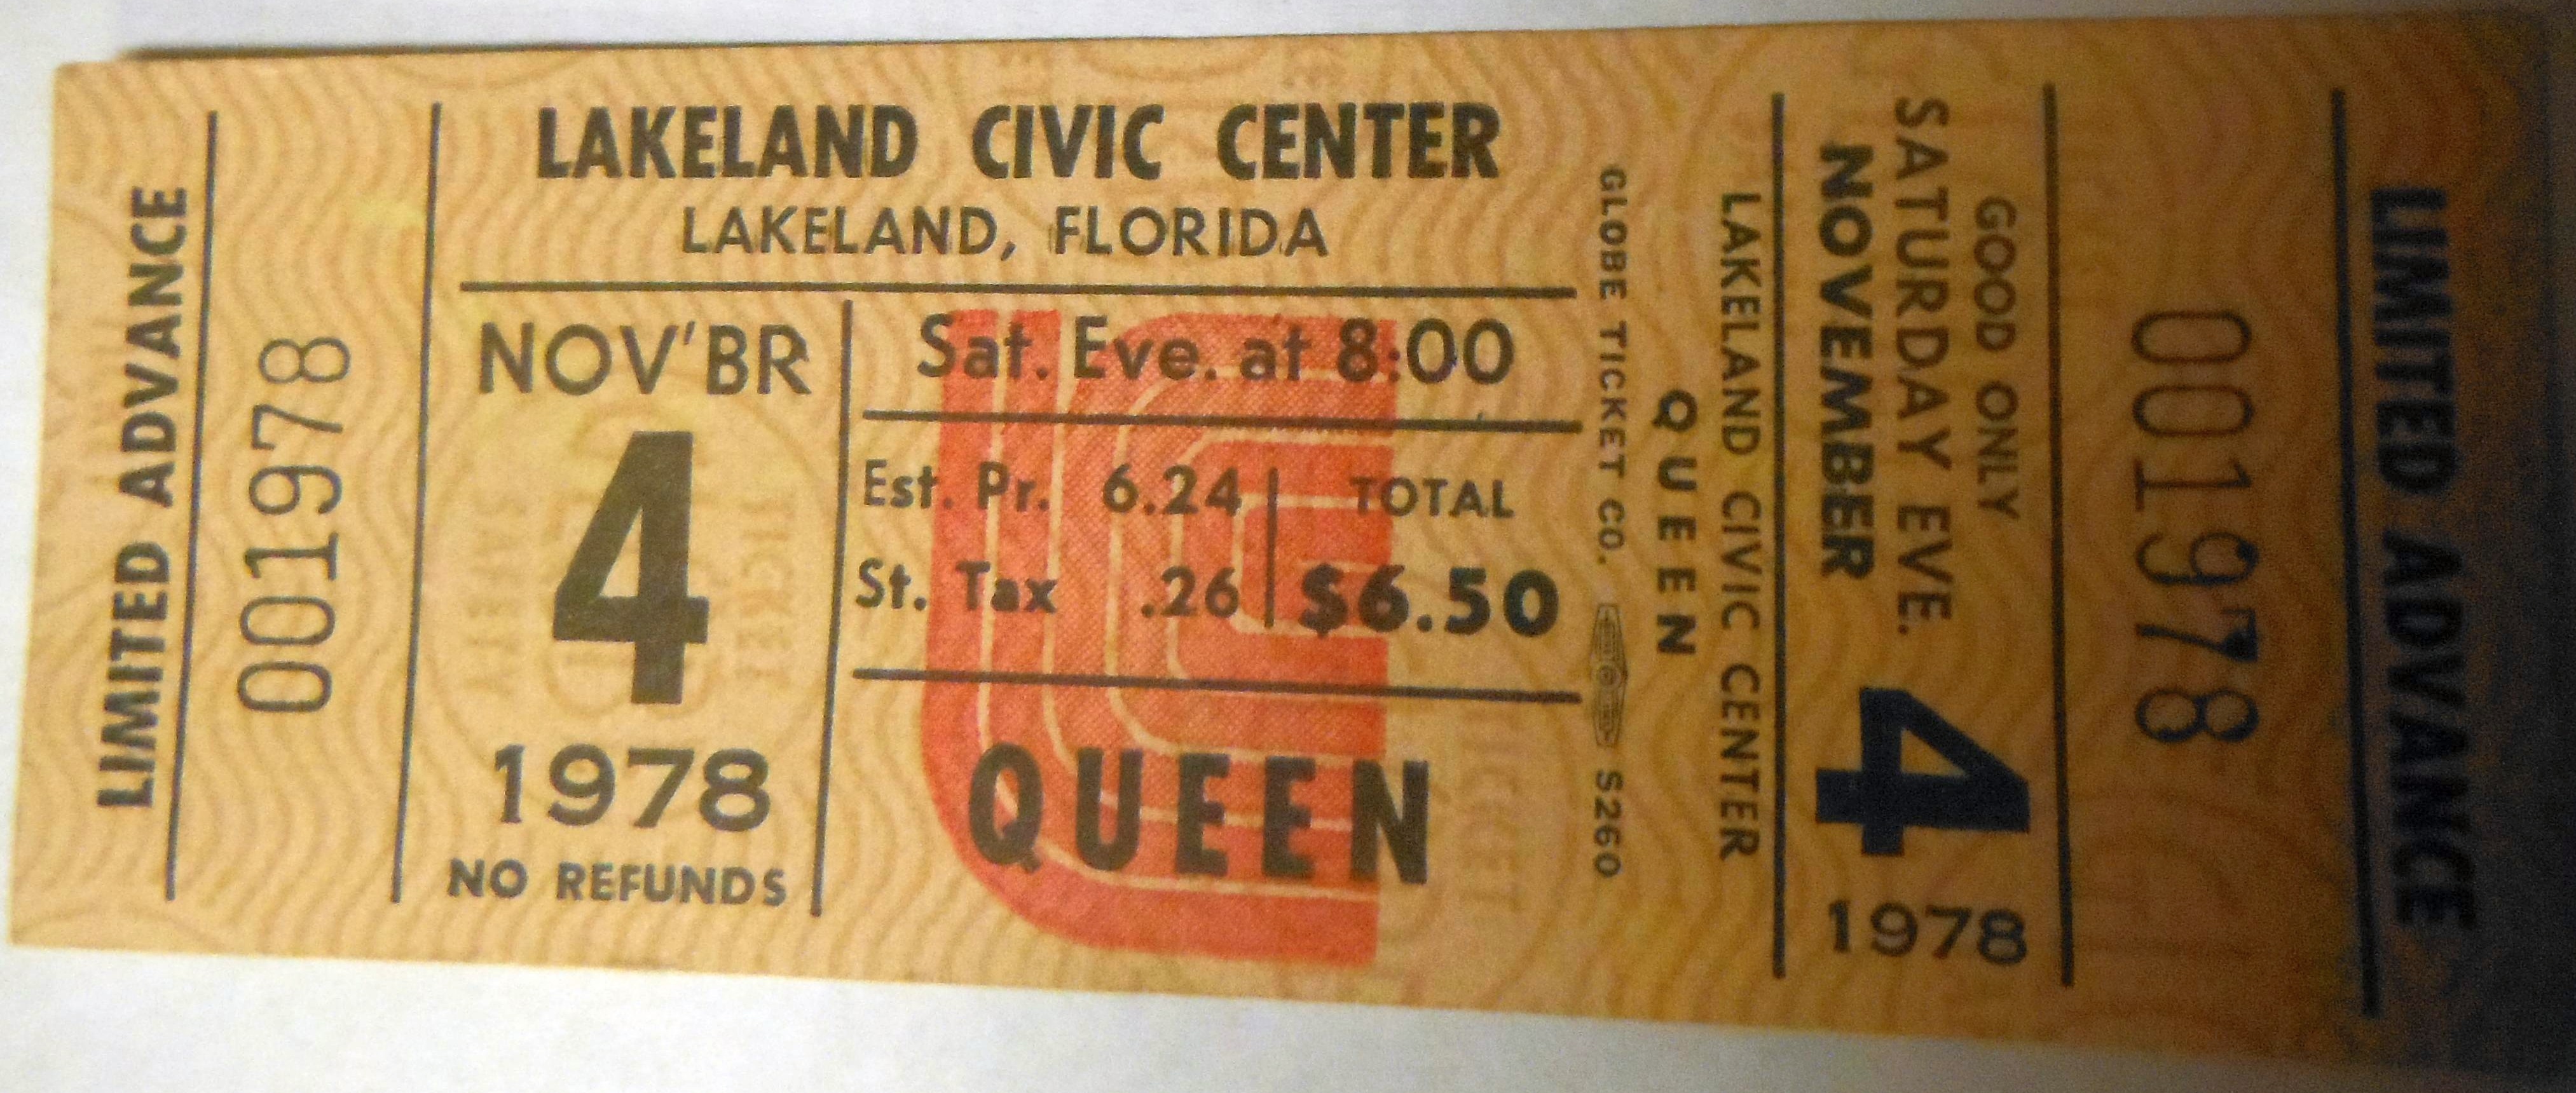 LIMITED ADVANCE
001978
LAKELAND CIVIC CENTER
LAKELAND, FLORIDA
NOV'BR
4
1978
NO REFUNDS
Sat. Eve. at 8:00
Est. Pr. 6.24
St. Tax .26
TOTAL
$6.50
QUEEN
GLOBE TICKET CO. S260
QUEEN
LAKELAND CIVIC CENTER
NOVEMBER 4 1978
SATURDAY EVE.
GOOD ONLY
001978
LIMITED ADVANCE